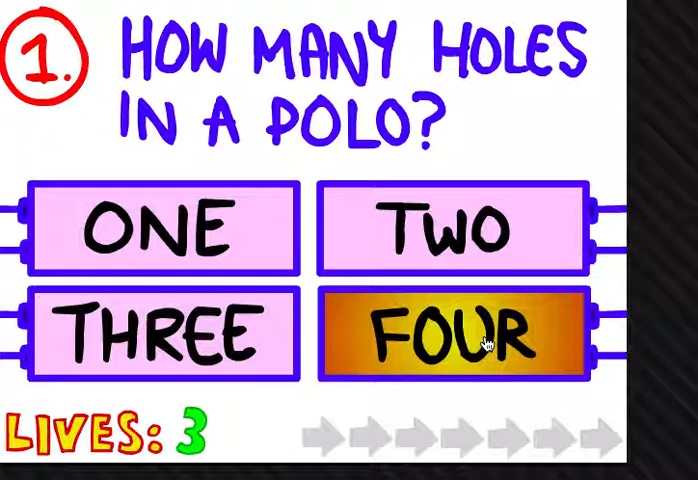 1.
HOW MANY HOLES
IN A POLO?
ONE
TWO
THREE
FOUR
LIVES: 3